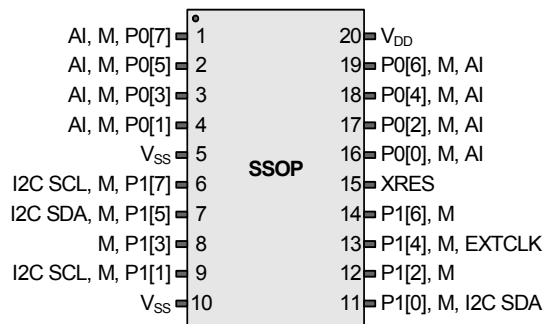 AI, M, P0[7] 1 20 VDD
AI, M, P0[5] 2 19 P0[6], M, AI
AI, M, P0[3] 3 18 P0[4], M, AI
AI, M, P0[1] 4 17 P0[2], M, AI
VSS 5 16 P0[0], M, AI
SSOP
I2C SCL, M, P1[7] 6 15 XRES
I2C SDA, M, P1[5] 7 14 P1[6], M
M, P1[3] 8 13 P1[4], M, EXTCLK
I2C SCL, M, P1[1] 9 12 P1[2], M
VSS 10 11 P1[0], M, I2C SDA